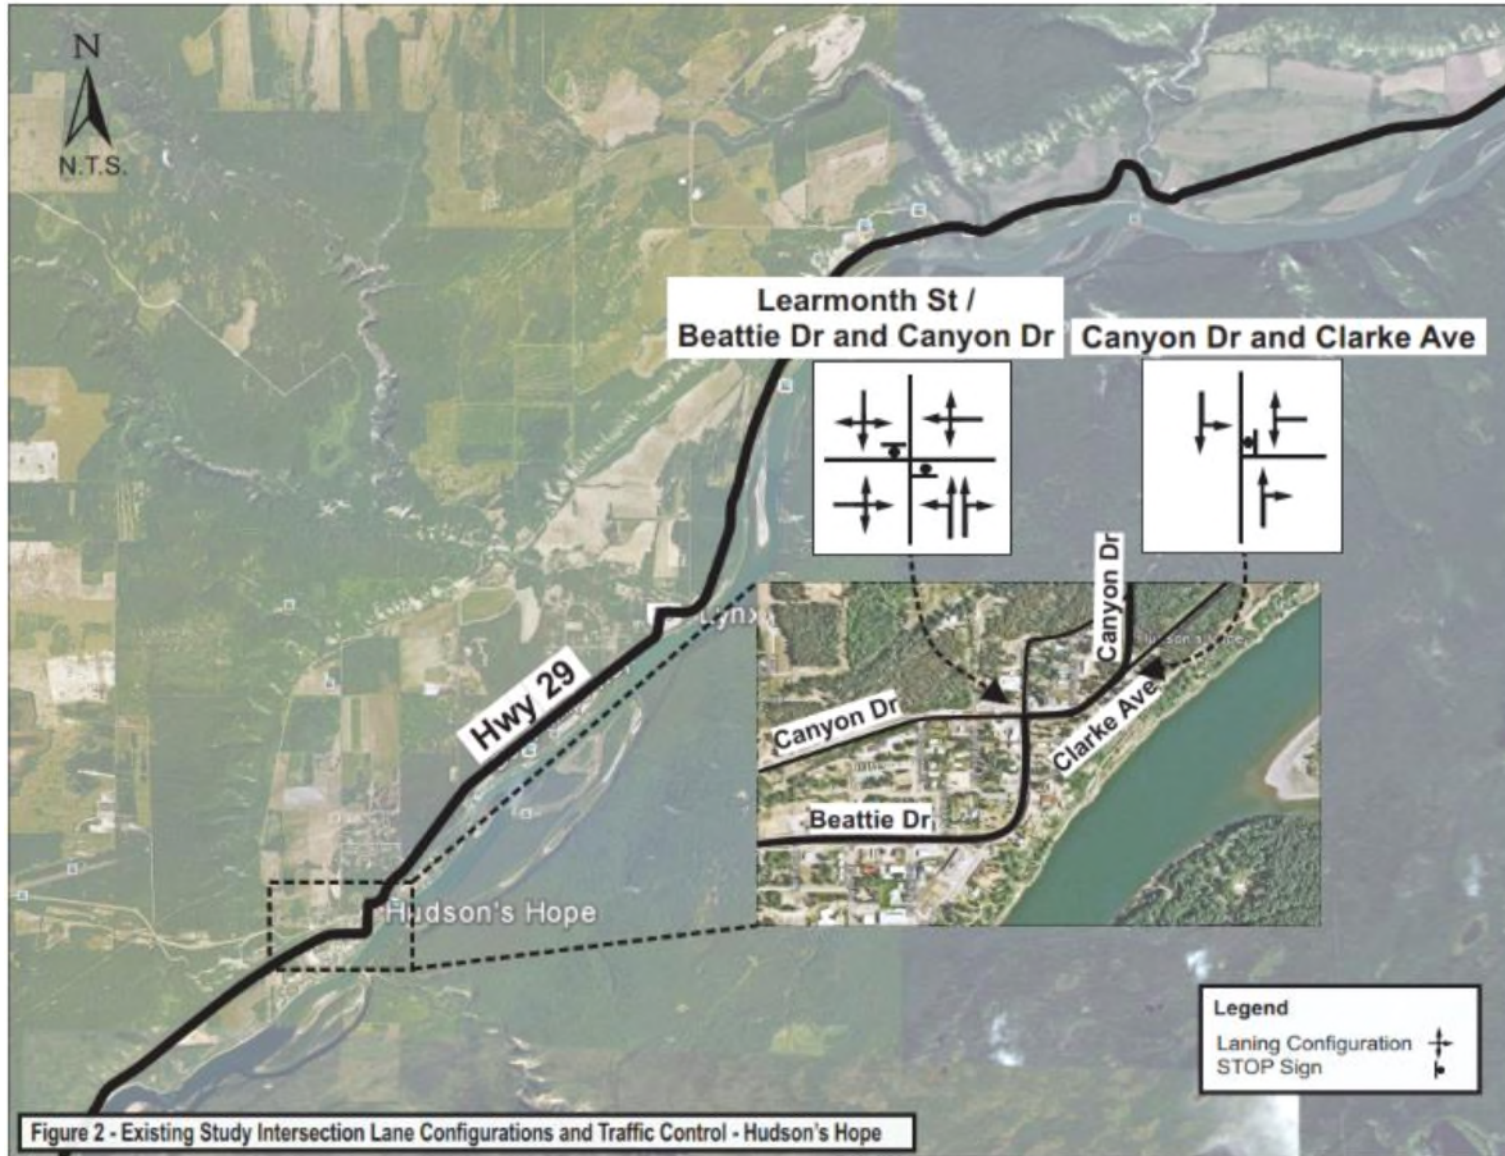 N
N.T.S.
Learmonth St /
Beattie Dr and Canyon Dr
Canyon Dr and Clarke Ave
Canyon Dr
Hudson's Hope
Canyon Dr
Clarke Ave
Beattie Dr
Lynx
Hwy 29
Hudson's Hope
Legend
Laning Configuration
STOP Sign
Figure 2 - Existing Study Intersection Lane Configurations and Traffic Control - Hudson's Hope